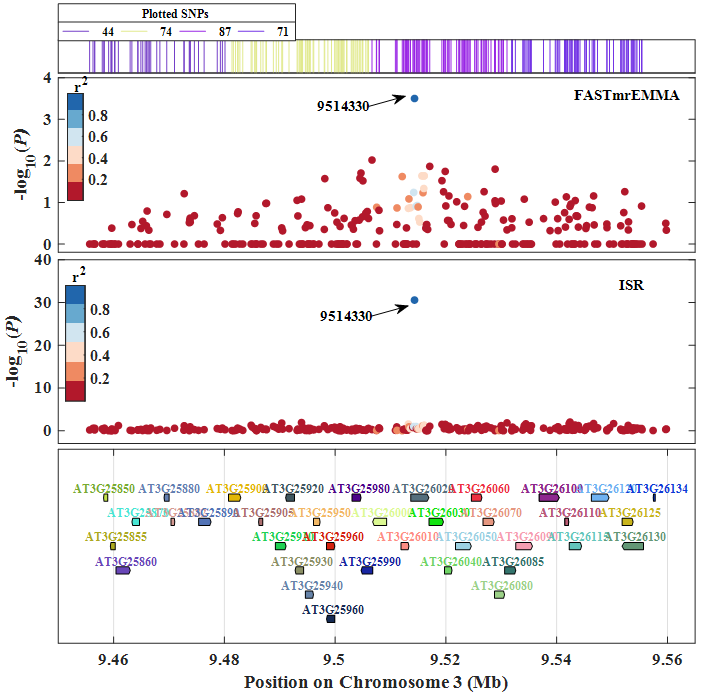 Plotted SNPs
44 74 87 71
4
3
2
1
0
-log10(P)
r2
0.8
0.6
0.4
0.2
9514330
FASTmrEMMA
40
30
20
10
0
-log10(P)
r2
0.8
0.6
0.4
0.2
9514330
ISR
AT3G25850 AT3G25880 AT3G25900 AT3G25920 AT3G25980 AT3G26020 AT3G26060 AT3G26100 AT3G26134
AT3G25890 AT3G25905 AT3G25950 AT3G26030 AT3G26070 AT3G26110 AT3G26125
AT3G25855 AT3G25960 AT3G26010 AT3G26050 AT3G26115 AT3G26130
AT3G25860 AT3G25930 AT3G25990 AT3G26040 AT3G26085
AT3G25940 AT3G26080
AT3G25960
9.46 9.48 9.5 9.52 9.54 9.56
Position on Chromosome 3 (Mb)